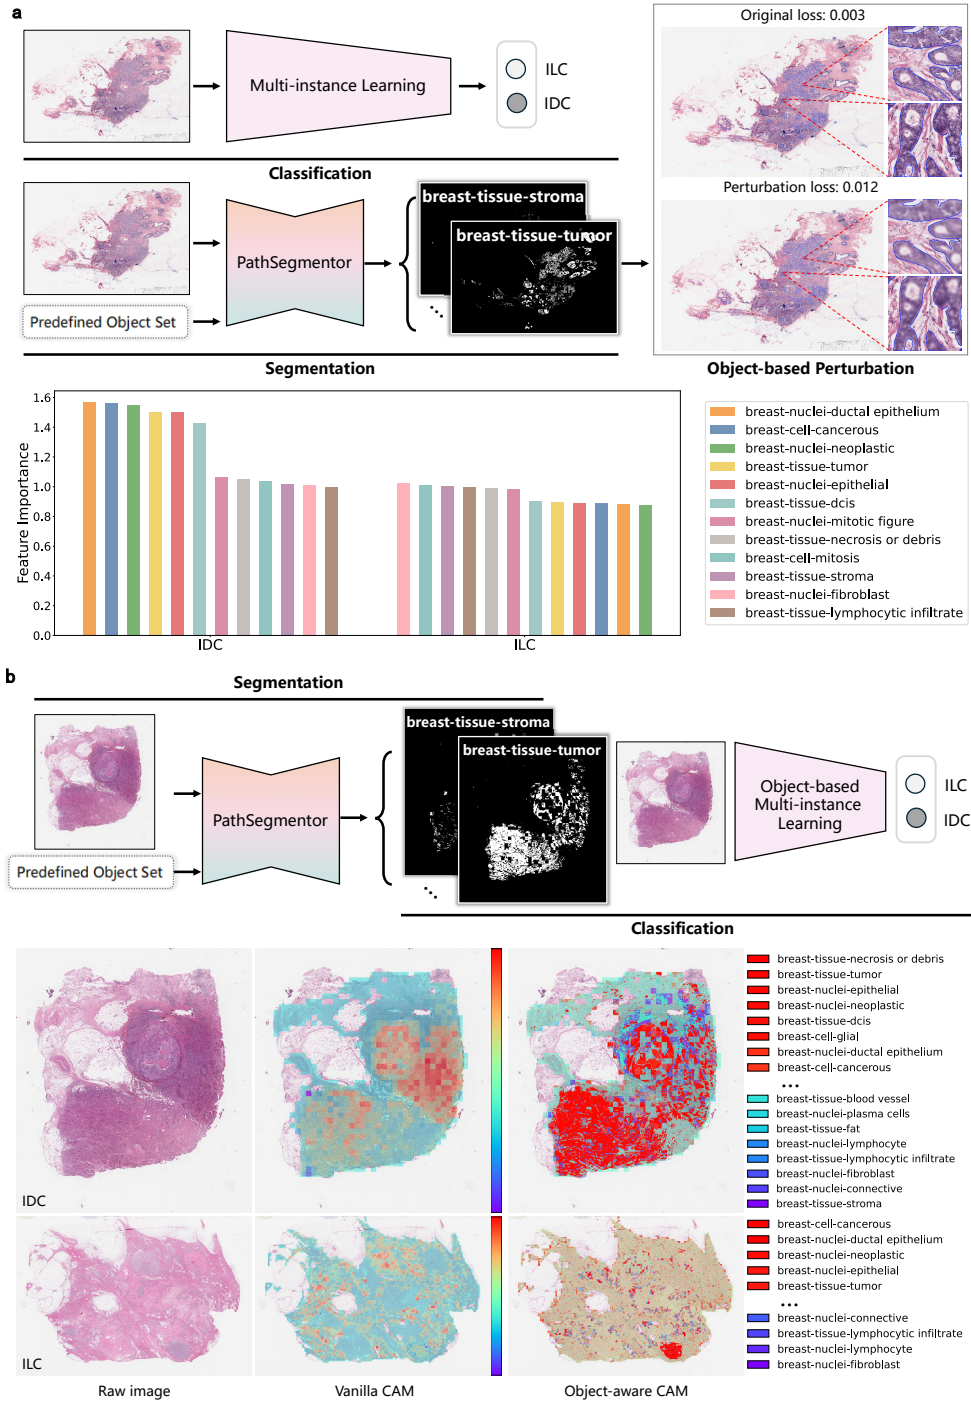 a
Original loss: 0.003
Multi-instance Learning
ILC
IDC
Classification
Perturbation loss: 0.012
breast-tissue-stroma
breast-tissue-tumor
PathSegmentor
Predefined Object Set
Segmentation
Object-based Perturbation
Feature Importance
1.6
1.4
1.2
1.0
0.8
0.6
0.4
0.2
0.0
IDC
ILC
breast-nuclei-ductal epithelium
breast-cell-cancerous
breast-nuclei-neoplastic
breast-tissue-tumor
breast-nuclei-epithelial
breast-tissue-dcis
breast-nuclei-mitotic figure
breast-tissue-necrosis or debris
breast-cell-mitosis
breast-tissue-stroma
breast-nuclei-fibroblast
breast-tissue-lymphocytic infiltrate
b
Segmentation
breast-tissue-stroma
breast-tissue-tumor
PathSegmentor
Predefined Object Set
Object-based
Multi-instance
Learning
ILC
IDC
Classification
breast-tissue-necrosis or debris
breast-tissue-tumor
breast-nuclei-epithelial
breast-nuclei-neoplastic
breast-tissue-dcis
breast-cell-glial
breast-nuclei-ductal epithelium
breast-cell-cancerous
...
breast-tissue-blood vessel
breast-nuclei-plasma cells
breast-tissue-fat
breast-nuclei-lymphocyte
breast-tissue-lymphocytic infiltrate
breast-nuclei-fibroblast
breast-nuclei-connective
breast-tissue-stroma
IDC
breast-cell-cancerous
breast-nuclei-ductal epithelium
breast-nuclei-neoplastic
breast-nuclei-epithelial
breast-tissue-tumor
...
breast-nuclei-connective
breast-tissue-lymphocytic infiltrate
breast-nuclei-lymphocyte
breast-nuclei-fibroblast
ILC
Raw image
Vanilla CAM
Object-aware CAM